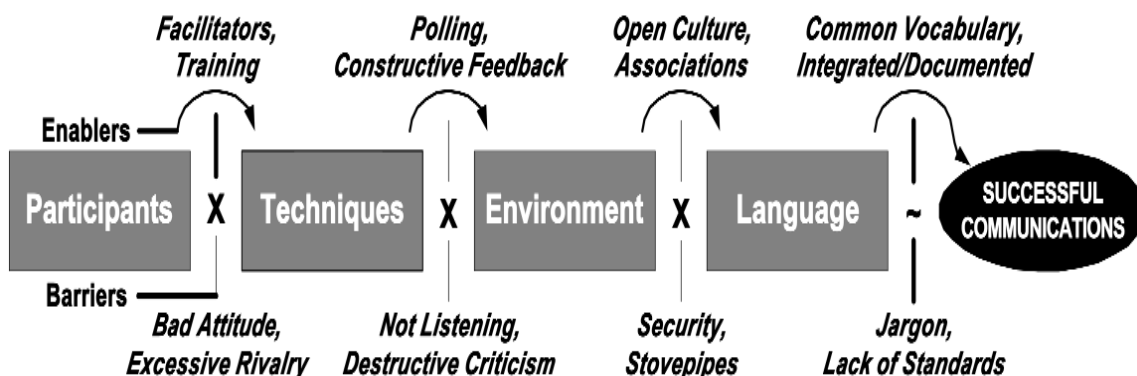 Facilitators,
Training
Polling,
Constructive Feedback
Open Culture,
Associations
Common Vocabulary,
Integrated/Documented
Enablers
Participants X Techniques X Environment X Language ~
SUCCESSFUL
COMMUNICATIONS
Barriers
Bad Attitude,
Excessive Rivalry
Not Listening,
Destructive Criticism
Security,
Stovepipes
Jargon,
Lack of Standards